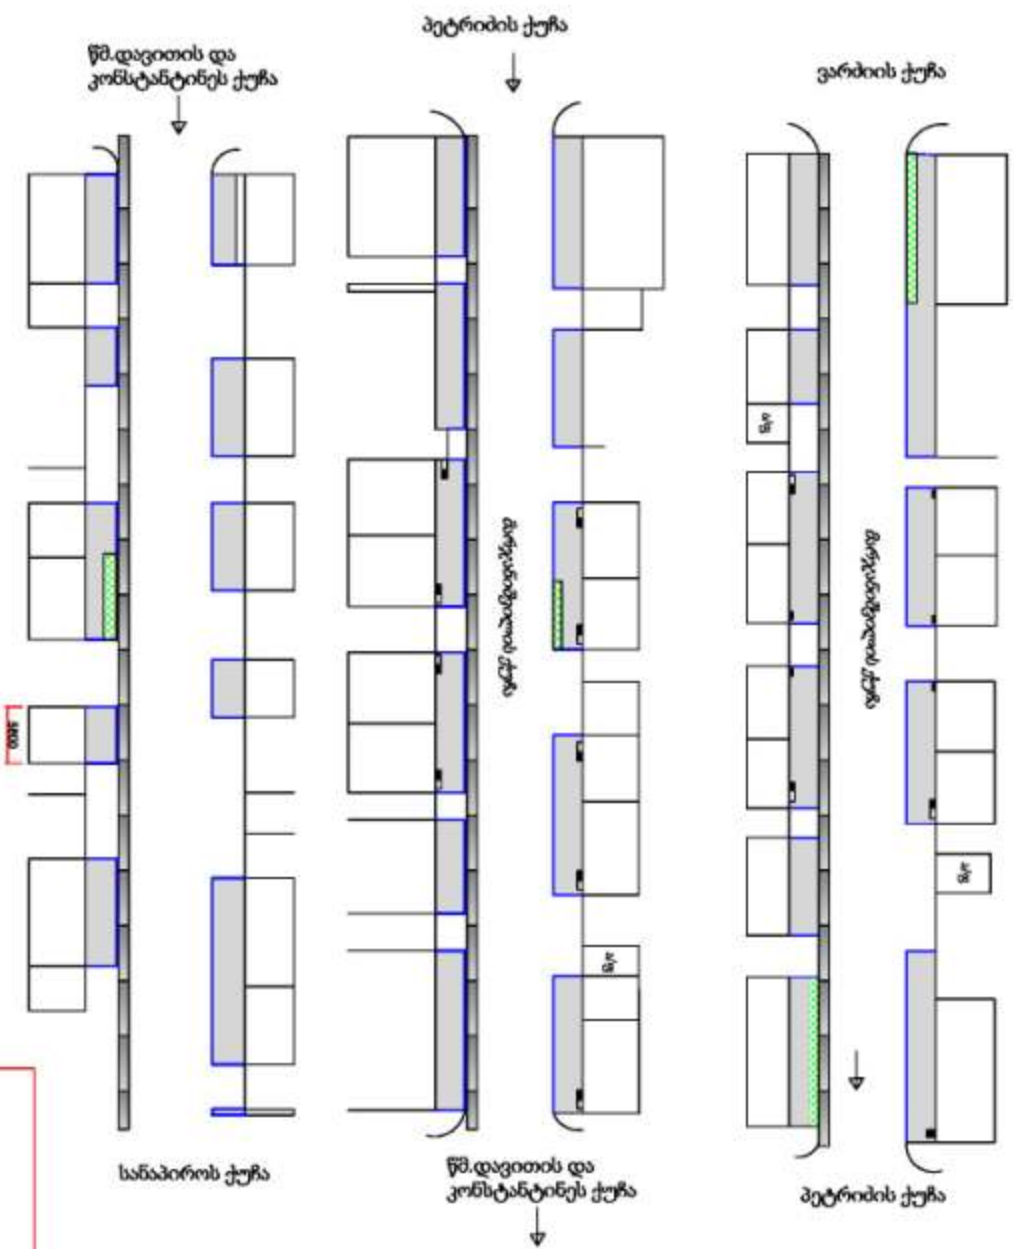 წმ.დავითის და
კონსტანტინეს ქუჩა
პეტრიძის ქუჩა
ვარძიის ქუჩა
სანაპიროს ქუჩა
წმ.დავითის და
კონსტანტინეს ქუჩა
პეტრიძის ქუჩა